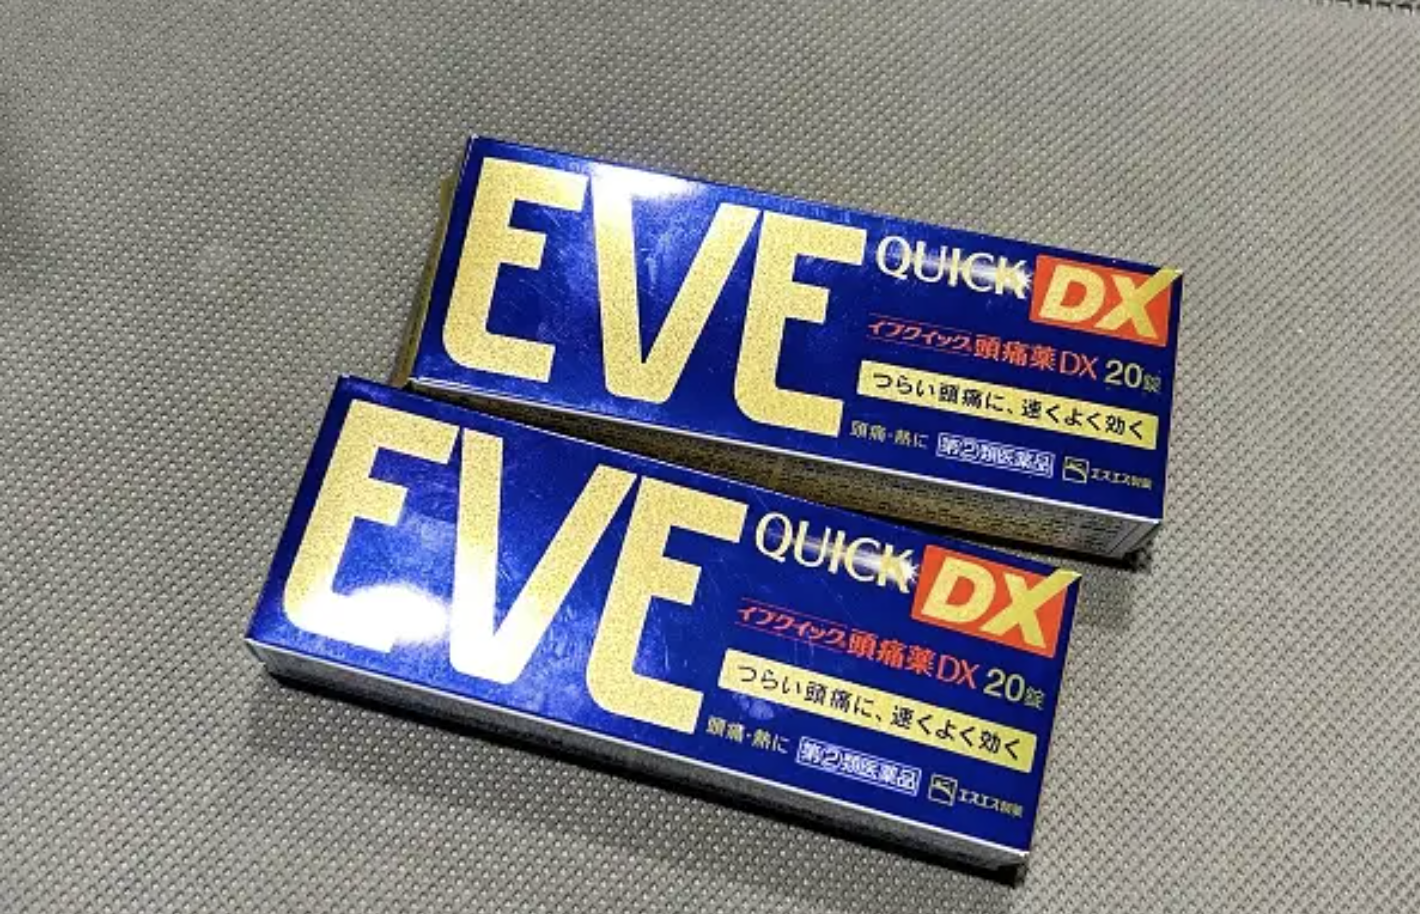 EVE
QUICK DX
イブクイック頭痛薬DX 20錠
つらい頭痛に、速くよく効く
頭痛・熱に 第②類医薬品 エスエス製薬
EVE
QUICK DX
イブクイック頭痛薬DX 20錠
つらい頭痛に、速くよく効く
頭痛・熱に 第②類医薬品 エスエス製薬